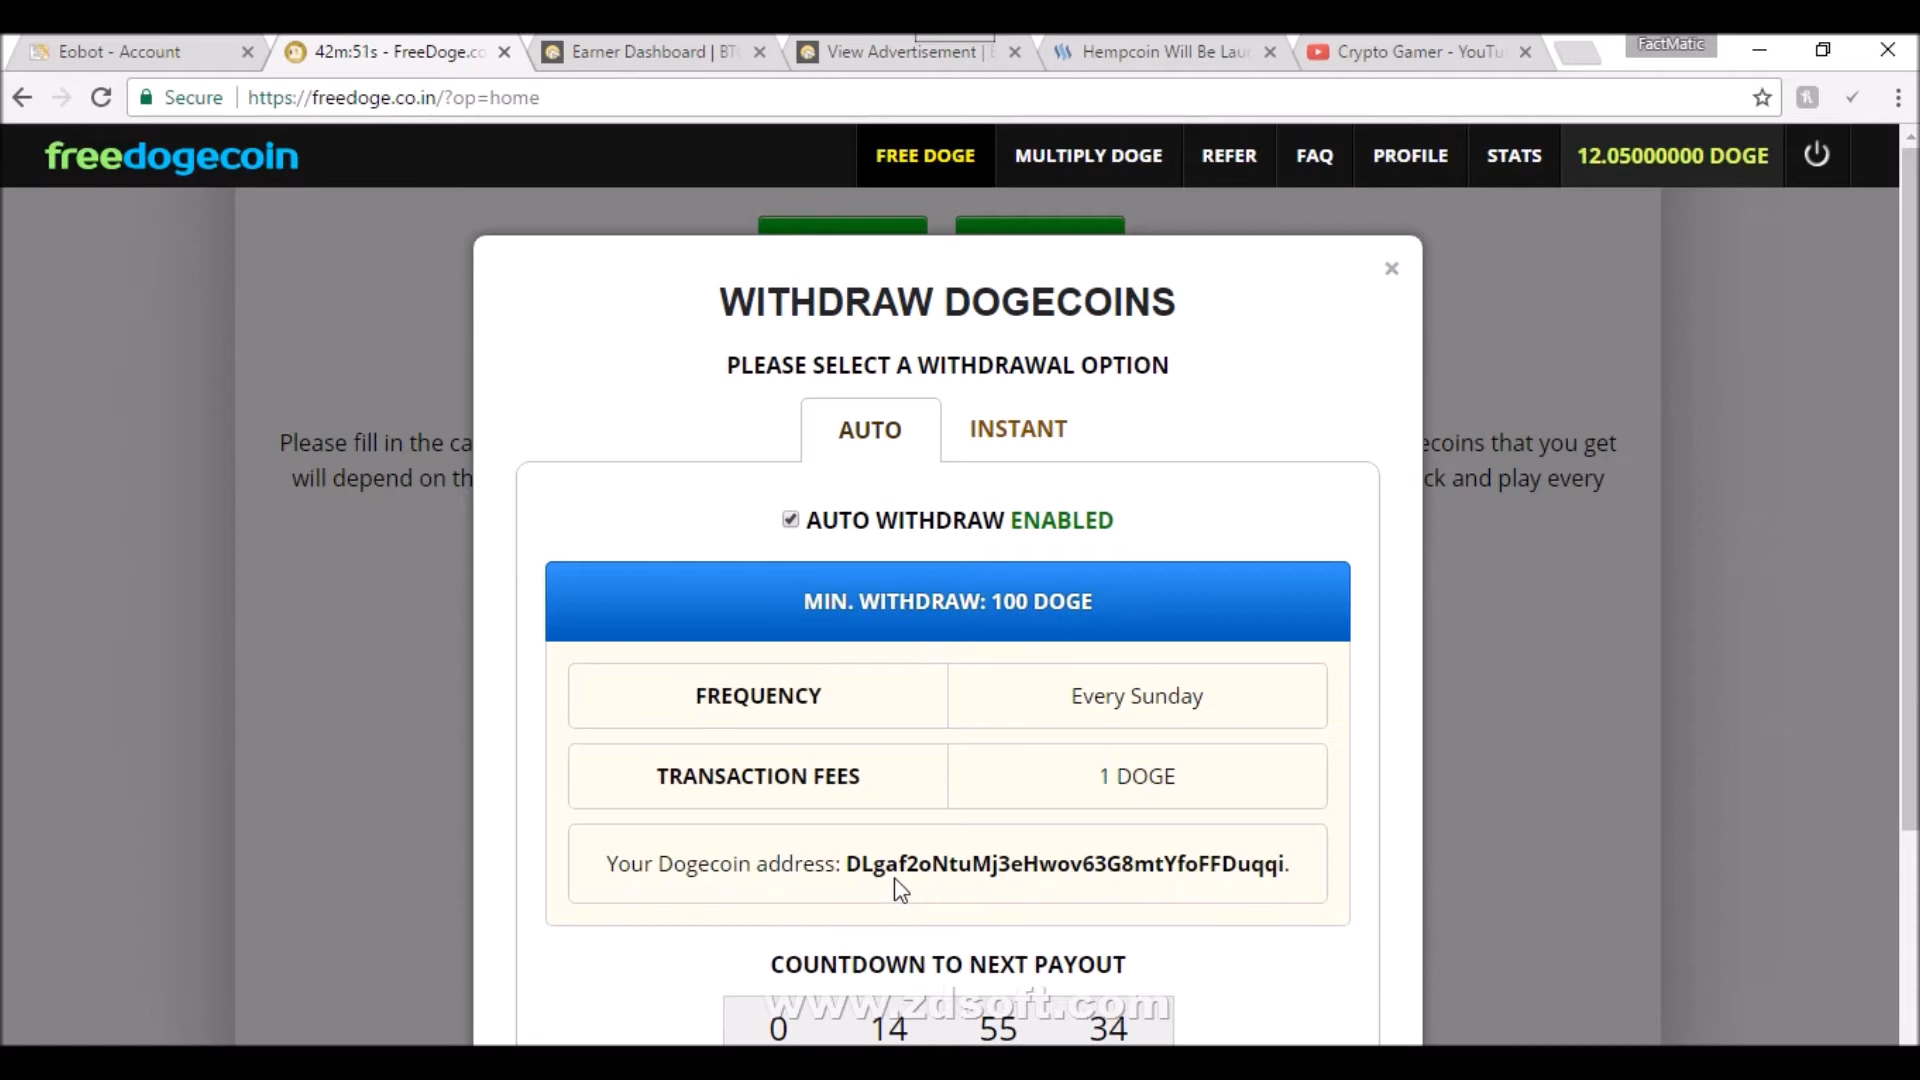 Eobot - Account
42m:51s - FreeDoge.co
Earner Dashboard | BT
View Advertisement |
Hempcoin Will Be Lau
Crypto Gamer - YouTu
FactMatic
Secure
https://freedoge.co.in/?op=home
freedogecoin
FREE DOGE
MULTIPLY DOGE
REFER
FAQ
PROFILE
STATS
12.05000000 DOGE
WITHDRAW DOGECOINS
PLEASE SELECT A WITHDRAWAL OPTION
AUTO
INSTANT
Please fill in the ca
ecoins that you get
will depend on th
ck and play every
AUTO WITHDRAW ENABLED
MIN. WITHDRAW: 100 DOGE
FREQUENCY
Every Sunday
TRANSACTION FEES
1 DOGE
Your Dogecoin address: DLgaf2oNtuMj3eHwov63G8mtYfoFFDuqqi.
COUNTDOWN TO NEXT PAYOUT
www.zdsoft.com
0 14 55 34